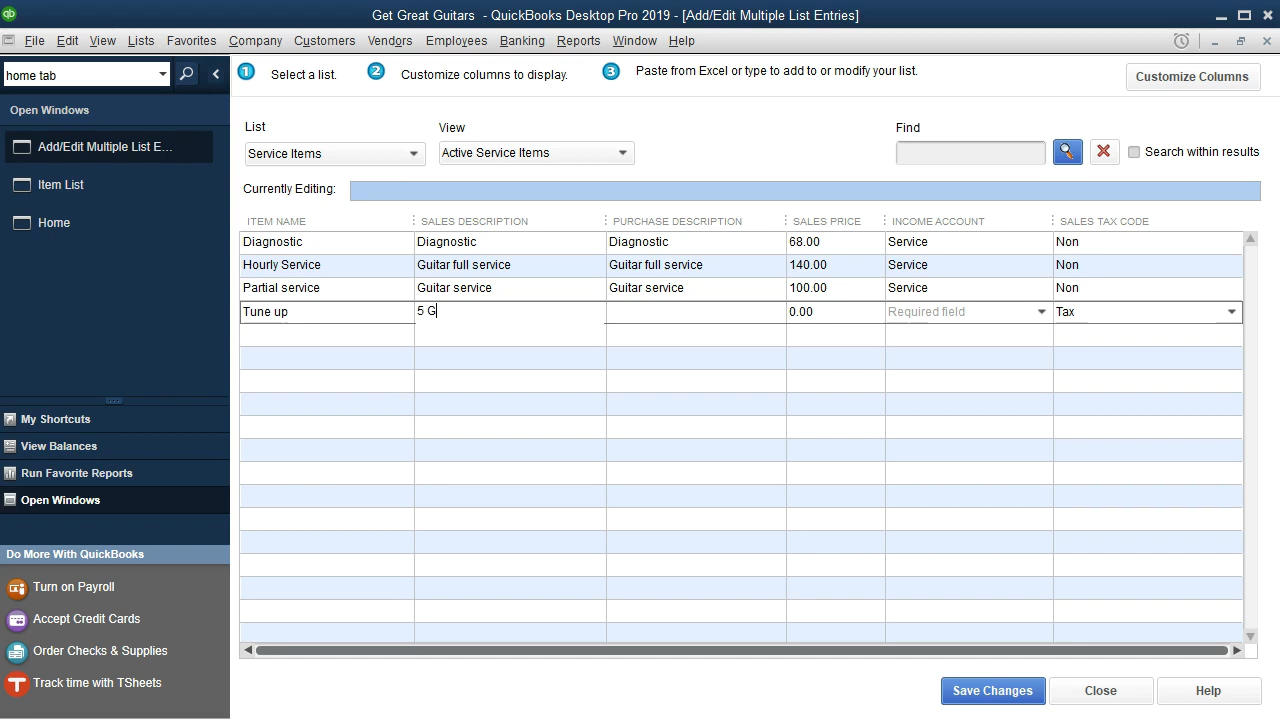 qb
Get Great Guitars - QuickBooks Desktop Pro 2019 - [Add/Edit Multiple List Entries]
File Edit View Lists Favorites Company Customers Vendors Employees Banking Reports Window Help
home tab
1 Select a list. 2 Customize columns to display. 3 Paste from Excel or type to add to or modify your list. Customize Columns
Open Windows
Add/Edit Multiple List E...
Item List
Home
My Shortcuts
View Balances
Run Favorite Reports
Open Windows
Do More With QuickBooks
Turn on Payroll
Accept Credit Cards
Order Checks & Supplies
T Track time with TSheets
List View Find
Service Items Active Service Items Search within results
Currently Editing:
ITEM NAME SALES DESCRIPTION PURCHASE DESCRIPTION SALES PRICE INCOME ACCOUNT SALES TAX CODE
Diagnostic Diagnostic Diagnostic 68.00 Service Non
Hourly Service Guitar full service Guitar full service 140.00 Service Non
Partial service Guitar service Guitar service 100.00 Service Non
Tune up 5 G 0.00 Required field Tax
Save Changes Close Help